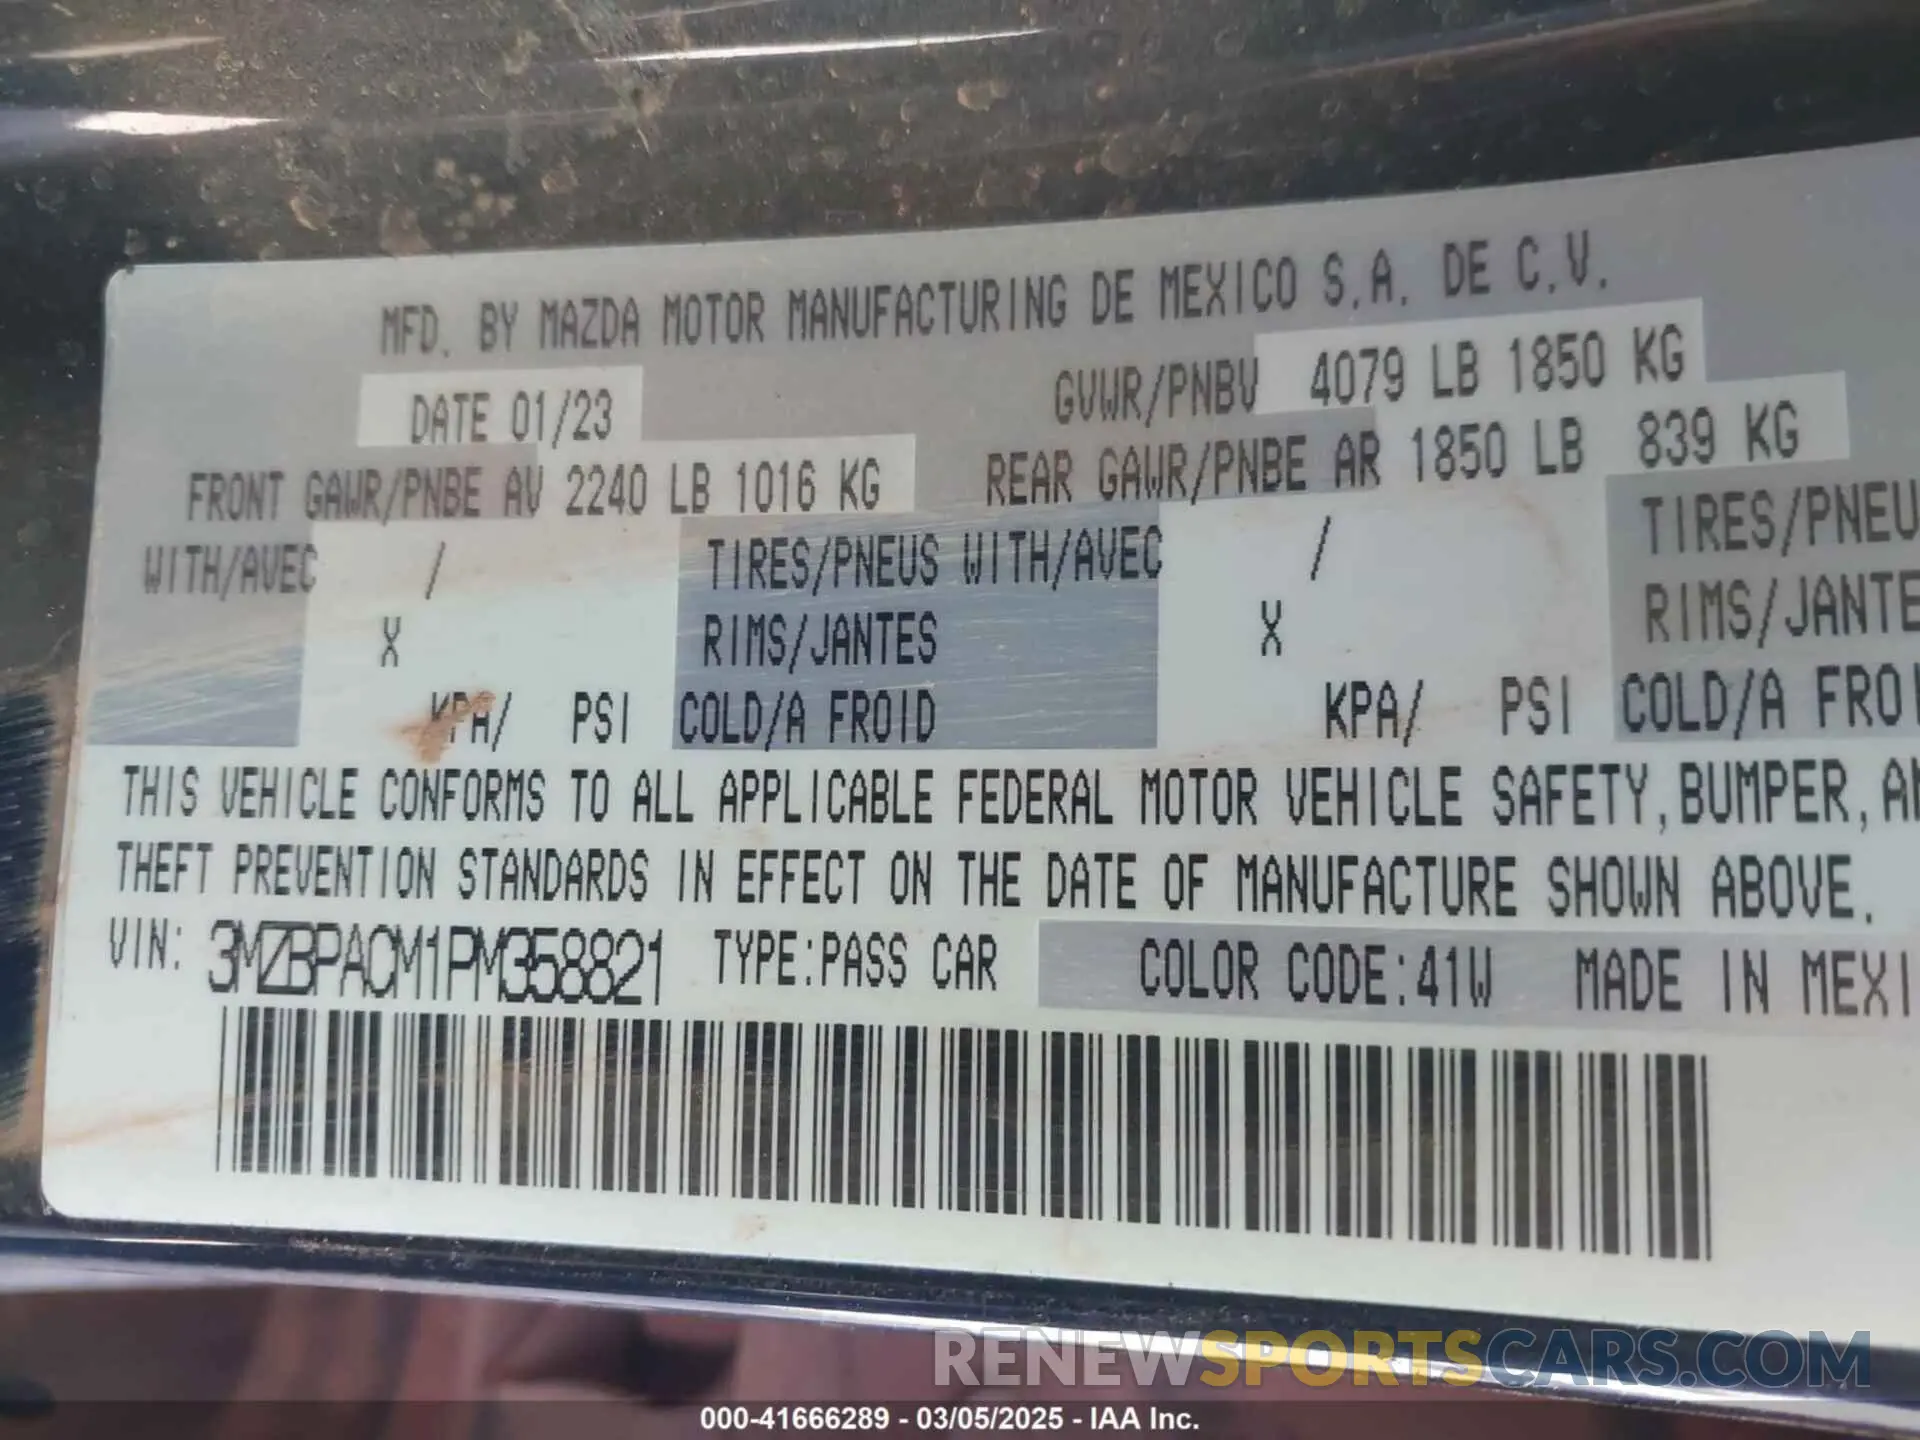 MFD. BY MAZDA MOTOR MANUFACTURING DE MEXICO S.A. DE C.V.
DATE 01/23 GVWR/PNBV 4079 LB 1850 KG
FRONT GAWR/PNBE AV 2240 LB 1016 KG REAR GAWR/PNBE AR 1850 LB 839 KG
WITH/AVEC / TIRES/PNEUS WITH/AVEC / TIRES/PNEU
X RIMS/JANTES X RIMS/JANTE
KPA/ PSI COLD/A FROID KPA/ PSI COLD/A FROI
THIS VEHICLE CONFORMS TO ALL APPLICABLE FEDERAL MOTOR VEHICLE SAFETY,BUMPER,AN
THEFT PREVENTION STANDARDS IN EFFECT ON THE DATE OF MANUFACTURE SHOWN ABOVE.
VIN: 3MZBPACM1PM358821 TYPE:PASS CAR COLOR CODE:41W MADE IN MEXI
RENEWSPORTSCARS.COM
000-41666289 - 03/05/2025 - IAA Inc.